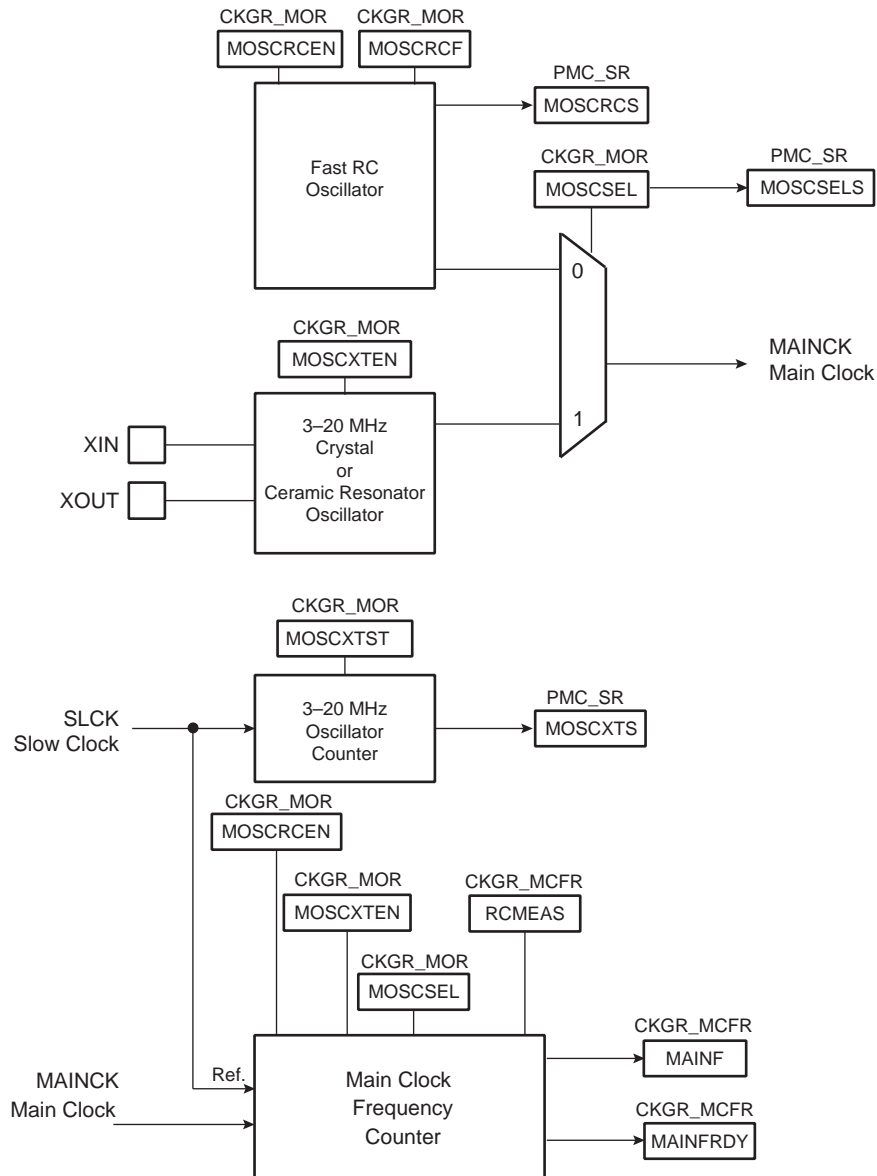 CKGR_MOR
MOSCRCEN
CKGR_MOR
MOSCRCF
PMC_SR
MOSCRCS
Fast RC
Oscillator
CKGR_MOR
MOSCSEL
PMC_SR
MOSCSELS
0
CKGR_MOR
MOSCXTEN
MAINCK
Main Clock
3–20 MHz
Crystal
or
Ceramic Resonator
Oscillator
1
XIN
XOUT
CKGR_MOR
MOSCXTST
SLCK
Slow Clock
3–20 MHz
Oscillator
Counter
PMC_SR
MOSCXTS
CKGR_MOR
MOSCRCEN
CKGR_MOR
MOSCXTEN
CKGR_MCFR
RCMEAS
CKGR_MOR
MOSCSEL
MAINCK
Main Clock
Ref.
Main Clock
Frequency
Counter
CKGR_MCFR
MAINF
CKGR_MCFR
MAINFRDY